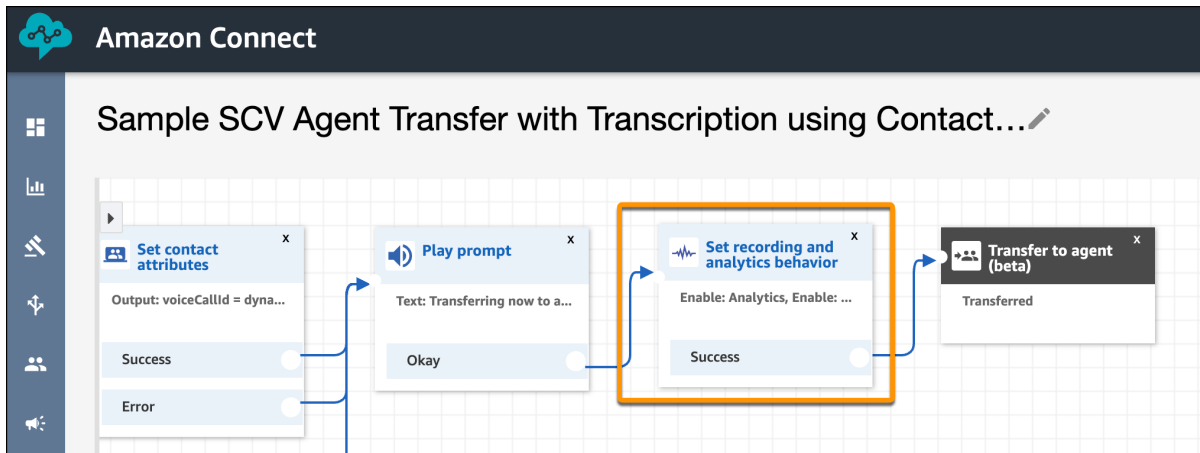 Amazon Connect
Sample SCV Agent Transfer with Transcription using Contact...
Set contact
attributes
X
Output: voiceCallId = dyna...
Success
Error
Play prompt
X
Text: Transferring now to a...
Okay
Set recording and
analytics behavior
X
Enable: Analytics, Enable: ...
Success
Transfer to agent
(beta)
X
Transferred